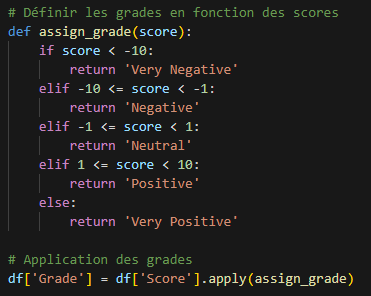 # Définir les grades en fonction des scores
def assign_grade(score):
    if score < -10:
        return 'Very Negative'
    elif -10 <= score < -1:
        return 'Negative'
    elif -1 <= score < 1:
        return 'Neutral'
    elif 1 <= score < 10:
        return 'Positive'
    else:
        return 'Very Positive'

# Application des grades
df['Grade'] = df['Score'].apply(assign_grade)